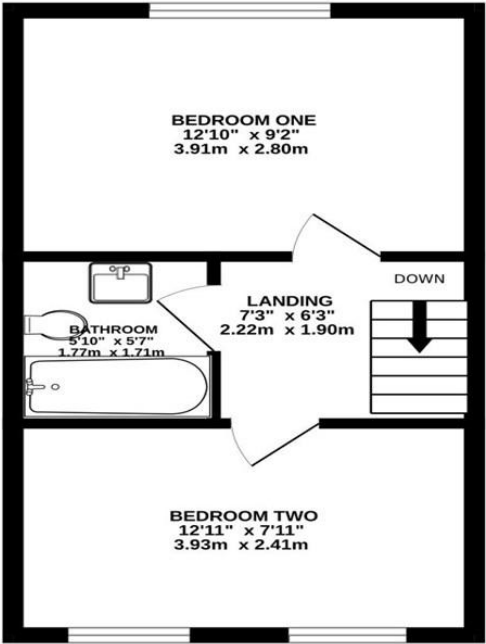 BEDROOM ONE
12'10" x 9'2"
3.91m x 2.80m
DOWN
LANDING
7'3" x 6'3"
2.22m x 1.90m
BATHROOM
5'10" x 5'7"
1.77m x 1.71m
BEDROOM TWO
12'11" x 7'11"
3.93m x 2.41m